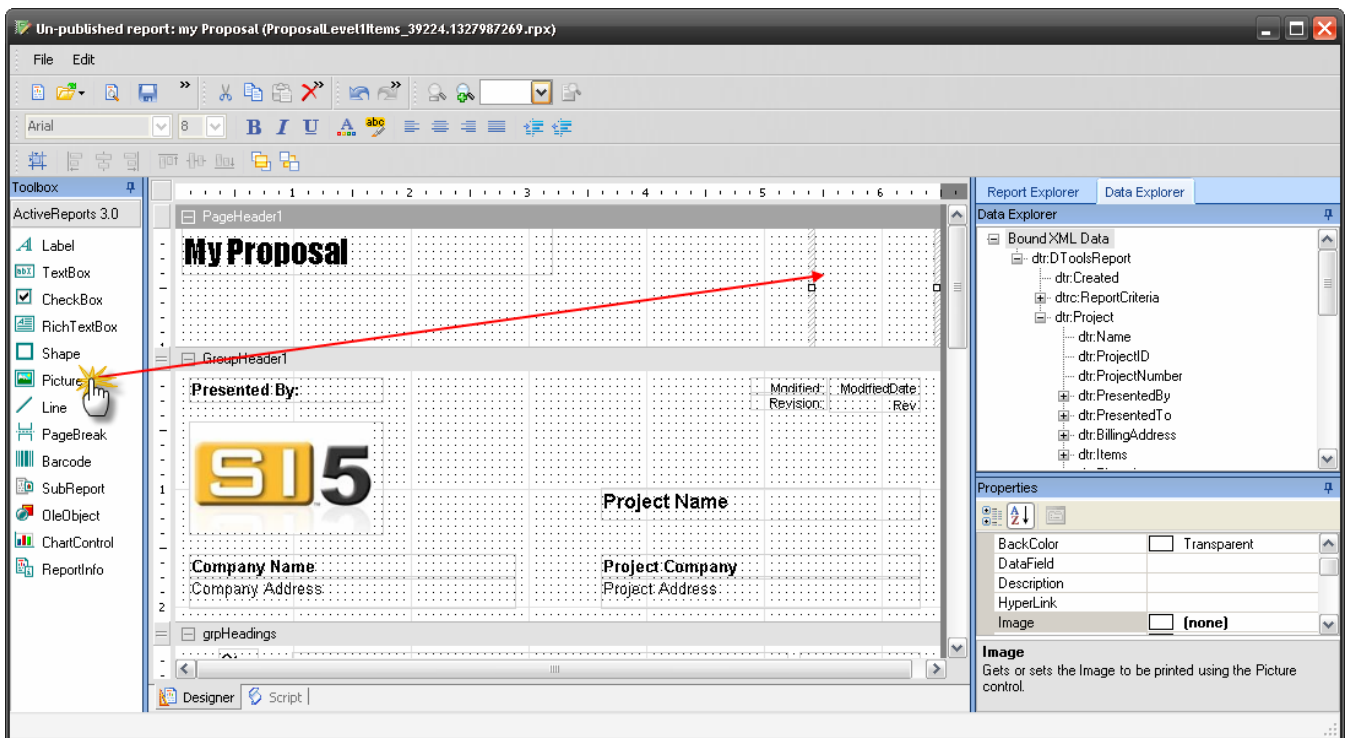 Un-published report: my Proposal (ProposalLevel1Items_39224.1327987269.rpx)
File Edit
Arial 8 B I U A abc
Toolbox
ActiveReports 3.0
Label
TextBox
CheckBox
RichTextBox
Shape
Picture
Line
PageBreak
Barcode
SubReport
OleObject
ChartControl
ReportInfo
1 2 3 4 5 6
PageHeader1
My Proposal
GroupHeader1
Presented By:
Modified: ModifiedDate
Revision: Rev
SI5
1
Project Name
Company Name Project Company
Company Address Project Address
2
grpHeadings
Designer Script
Report Explorer Data Explorer
Data Explorer
Bound XML Data
dtr:DToolsReport
dtr:Created
dtrc:ReportCriteria
dtr:Project
dtr:Name
dtr:ProjectID
dtr:ProjectNumber
dtr:PresentedBy
dtr:PresentedTo
dtr:BillingAddress
dtr:Items
Properties
BackColor Transparent
DataField
Description
HyperLink
Image (none)
Image
Gets or sets the Image to be printed using the Picture
control.